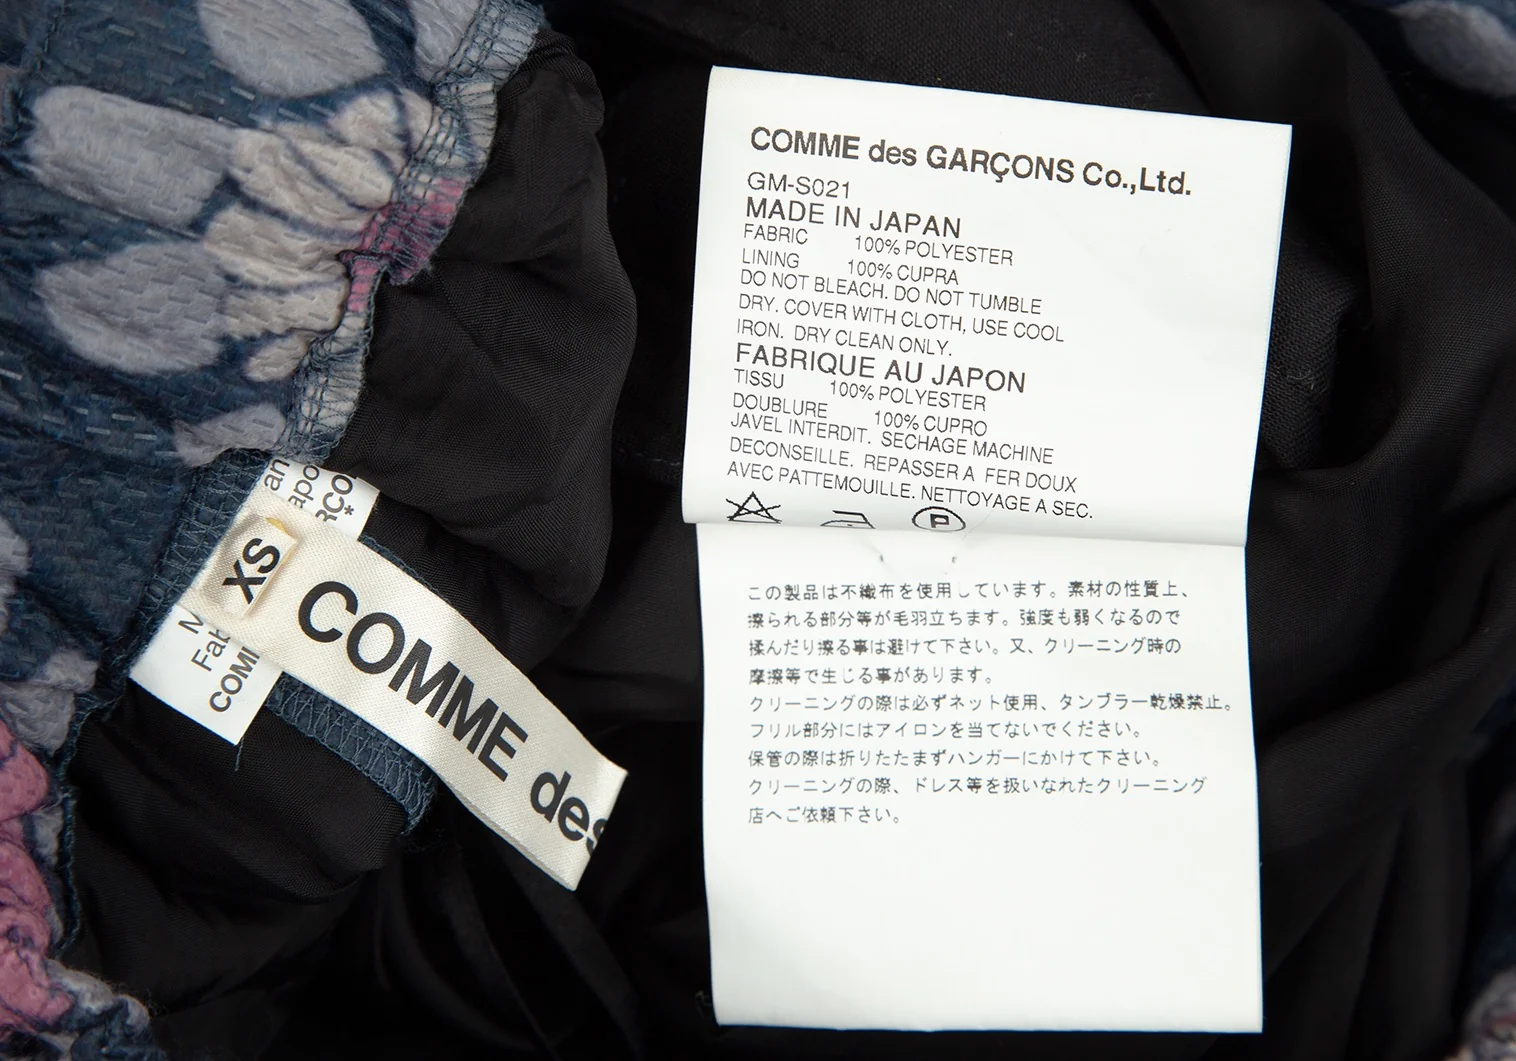 COMME des GARÇONS Co.,Ltd.
GM-S021
MADE IN JAPAN
FABRIC 100% POLYESTER
LINING 100% CUPRA
DO NOT BLEACH. DO NOT TUMBLE
DRY. COVER WITH CLOTH, USE COOL
IRON. DRY CLEAN ONLY.
FABRIQUE AU JAPON
TISSU 100% POLYESTER
DOUBLURE 100% CUPRO
JAVEL INTERDIT. SECHAGE MACHINE
DECONSEILLE. REPASSER A FER DOUX
AVEC PATTEMOUILLE. NETTOYAGE A SEC.
P
この製品は不織布を使用しています。素材の性質上、
擦られる部分等が毛羽立ちます。強度も弱くなるので
揉んだり擦る事は避けて下さい。又、クリーニング時の
摩擦等で生じる事があります。
クリーニングの際は必ずネット使用、タンブラー乾燥禁止。
フリル部分にはアイロンを当てないでください。
保管の際は折りたたまずハンガーにかけて下さい。
クリーニングの際、ドレス等を扱いなれたクリーニング
店へご依頼下さい。
XS
COMME des
an
apo
RÇO
*
M
Fab
COM